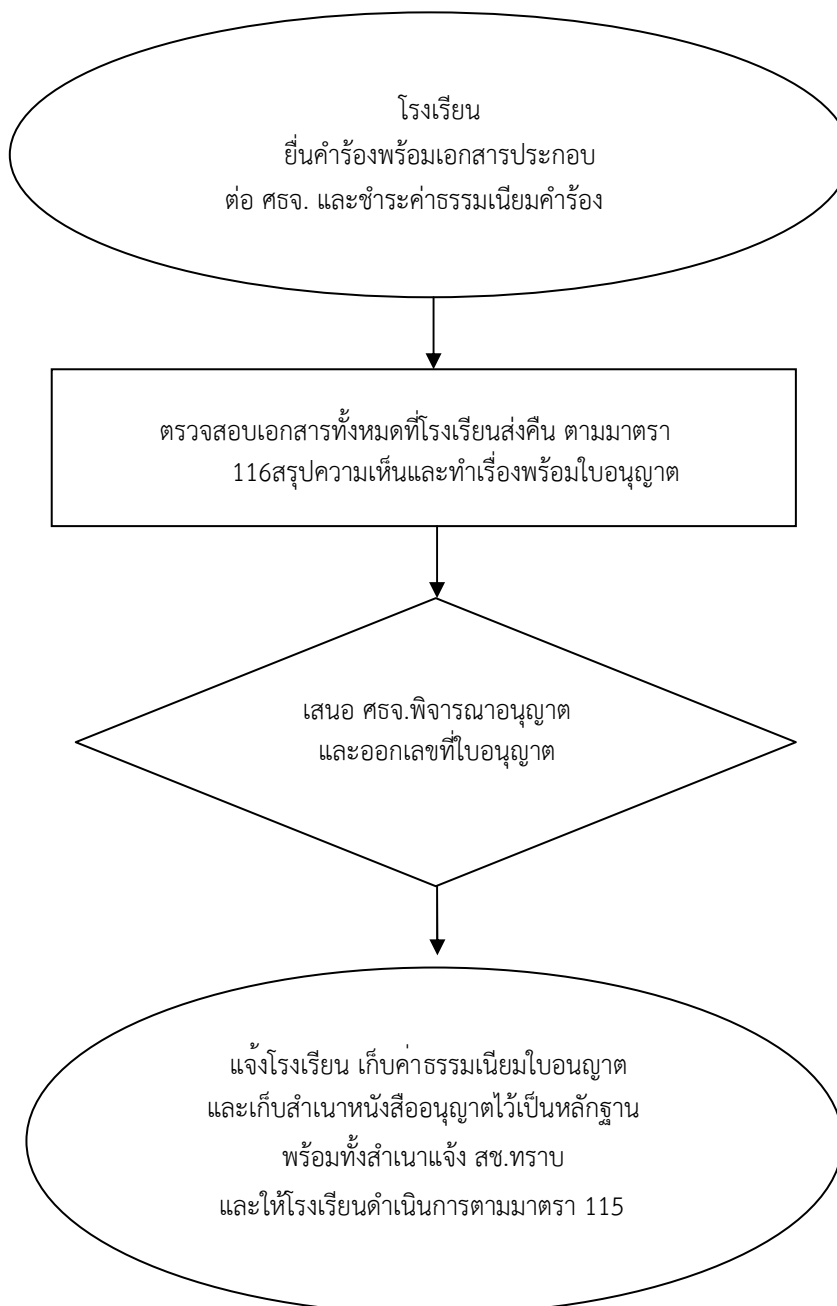 โรงเรียน
ยื่นคำร้องพร้อมเอกสารประกอบ
ต่อ ศธจ. และชำระค่าธรรมเนียมคำร้อง
ตรวจสอบเอกสารทั้งหมดที่โรงเรียนส่งคืน ตามมาตรา
116สรุปความเห็นและทำเรื่องพร้อมใบอนุญาต
เสนอ ศธจ.พิจารณาอนุญาต
และออกเลขที่ใบอนุญาต
แจ้งโรงเรียน เก็บค่าธรรมเนียมใบอนญาต
และเก็บสำเนาหนังสืออนุญาตไว้เป็นหลักฐาน
พร้อมทั้งสำเนาแจ้ง สช.ทราบ
และให้โรงเรียนดำเนินการตามมาตรา 115